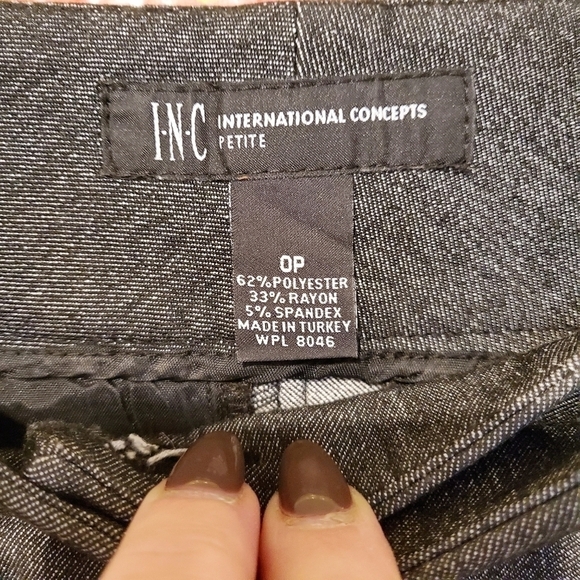 I·N·C INTERNATIONAL CONCEPTS
PETITE
0P
62%POLYESTER
33% RAYON
5% SPANDEX
MADE IN TURKEY
WPL 8046